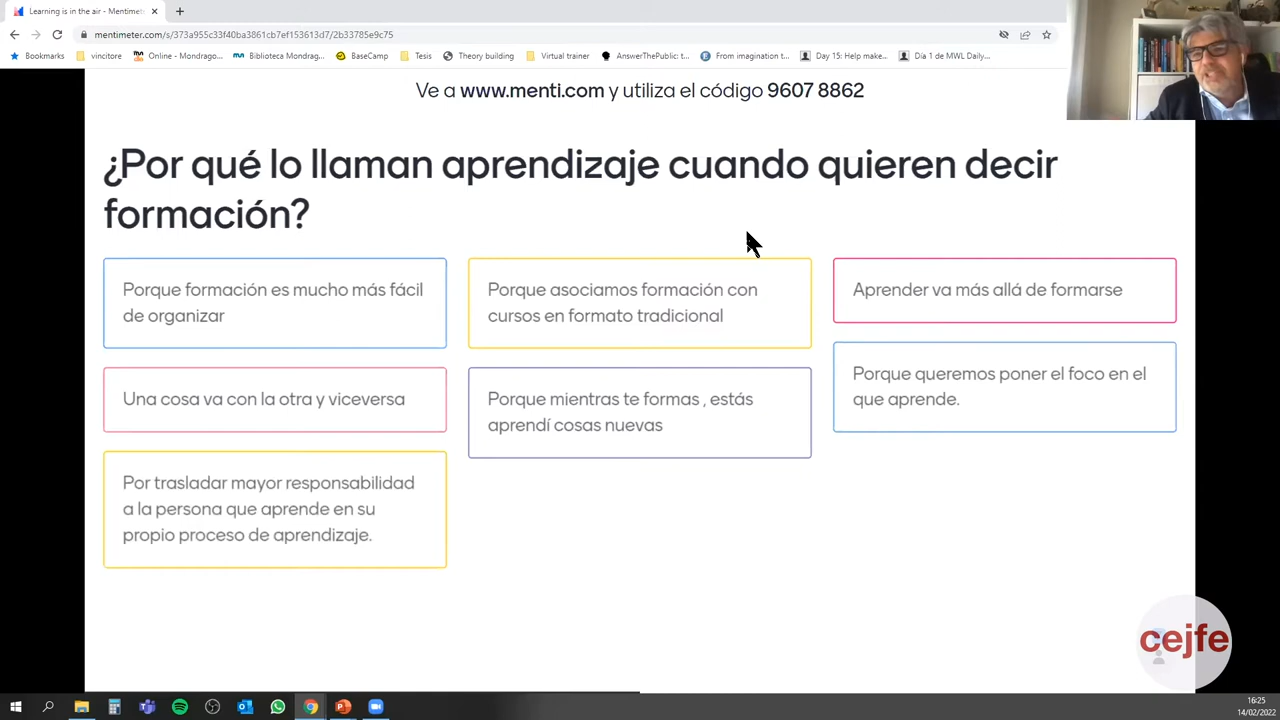 Learning is in the air - Mentimete
mentimeter.com/s/373a955c33f40ba3861cb7ef153613d7/2b33785e9c75
Bookmarks
vincitore
Online - Mondrago...
Biblioteca Mondrag...
BaseCamp
Tesis
Theory building
Virtual trainer
AnswerThePublic: t...
From imagination t...
Day 15: Help make...
Día 1 de MWL Daily...
Ve a www.menti.com y utiliza el código 9607 8862
¿Por qué lo llaman aprendizaje cuando quieren decir
formación?
Porque formación es mucho más fácil
de organizar
Una cosa va con la otra y viceversa
Por trasladar mayor responsabilidad
a la persona que aprende en su
propio proceso de aprendizaje.
Porque asociamos formación con
cursos en formato tradicional
Porque mientras te formas , estás
aprendí cosas nuevas
Aprender va más allá de formarse
Porque queremos poner el foco en el
que aprende.
cejfe
16:25
14/02/2022